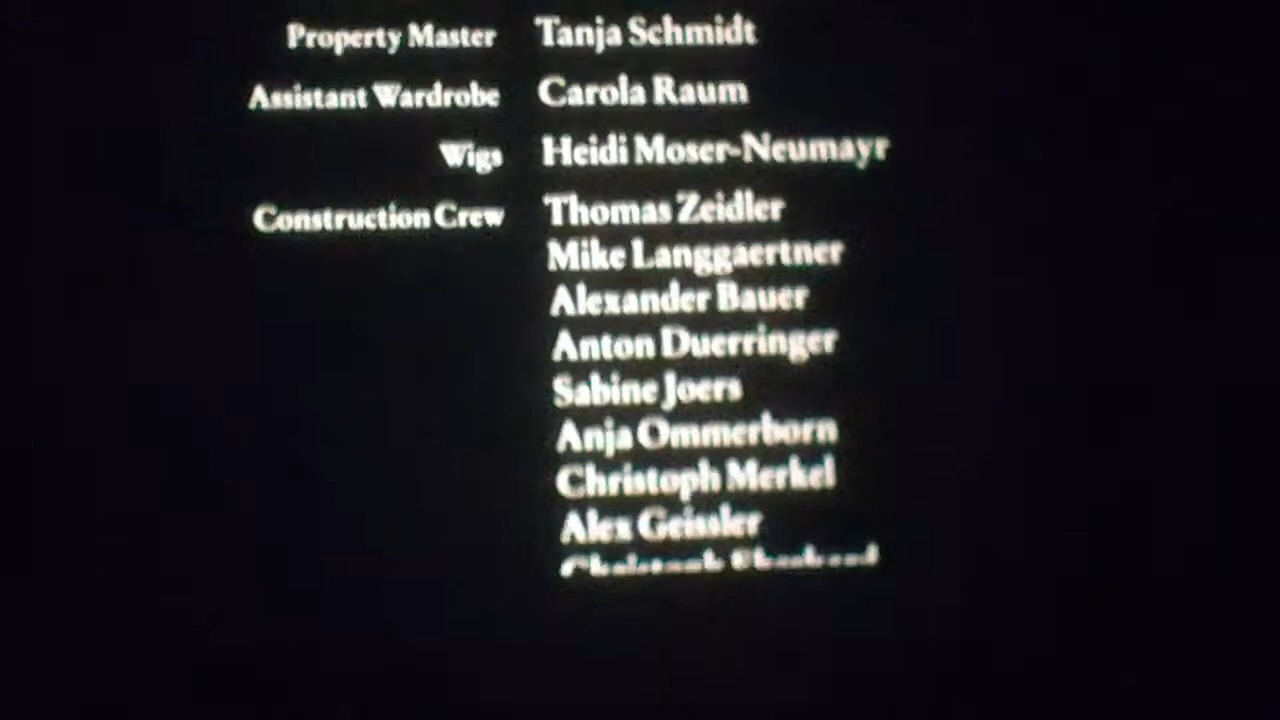 Property Master Tanja Schmidt
Assistant Wardrobe Carola Raum
Wigs Heidi Moser-Neumayr
Construction Crew Thomas Zeidler
Mike Langgaertner
Alexander Bauer
Anton Duerringer
Sabine Joers
Anja Ommerborn
Christoph Merkel
Alex Geissler
Christoph